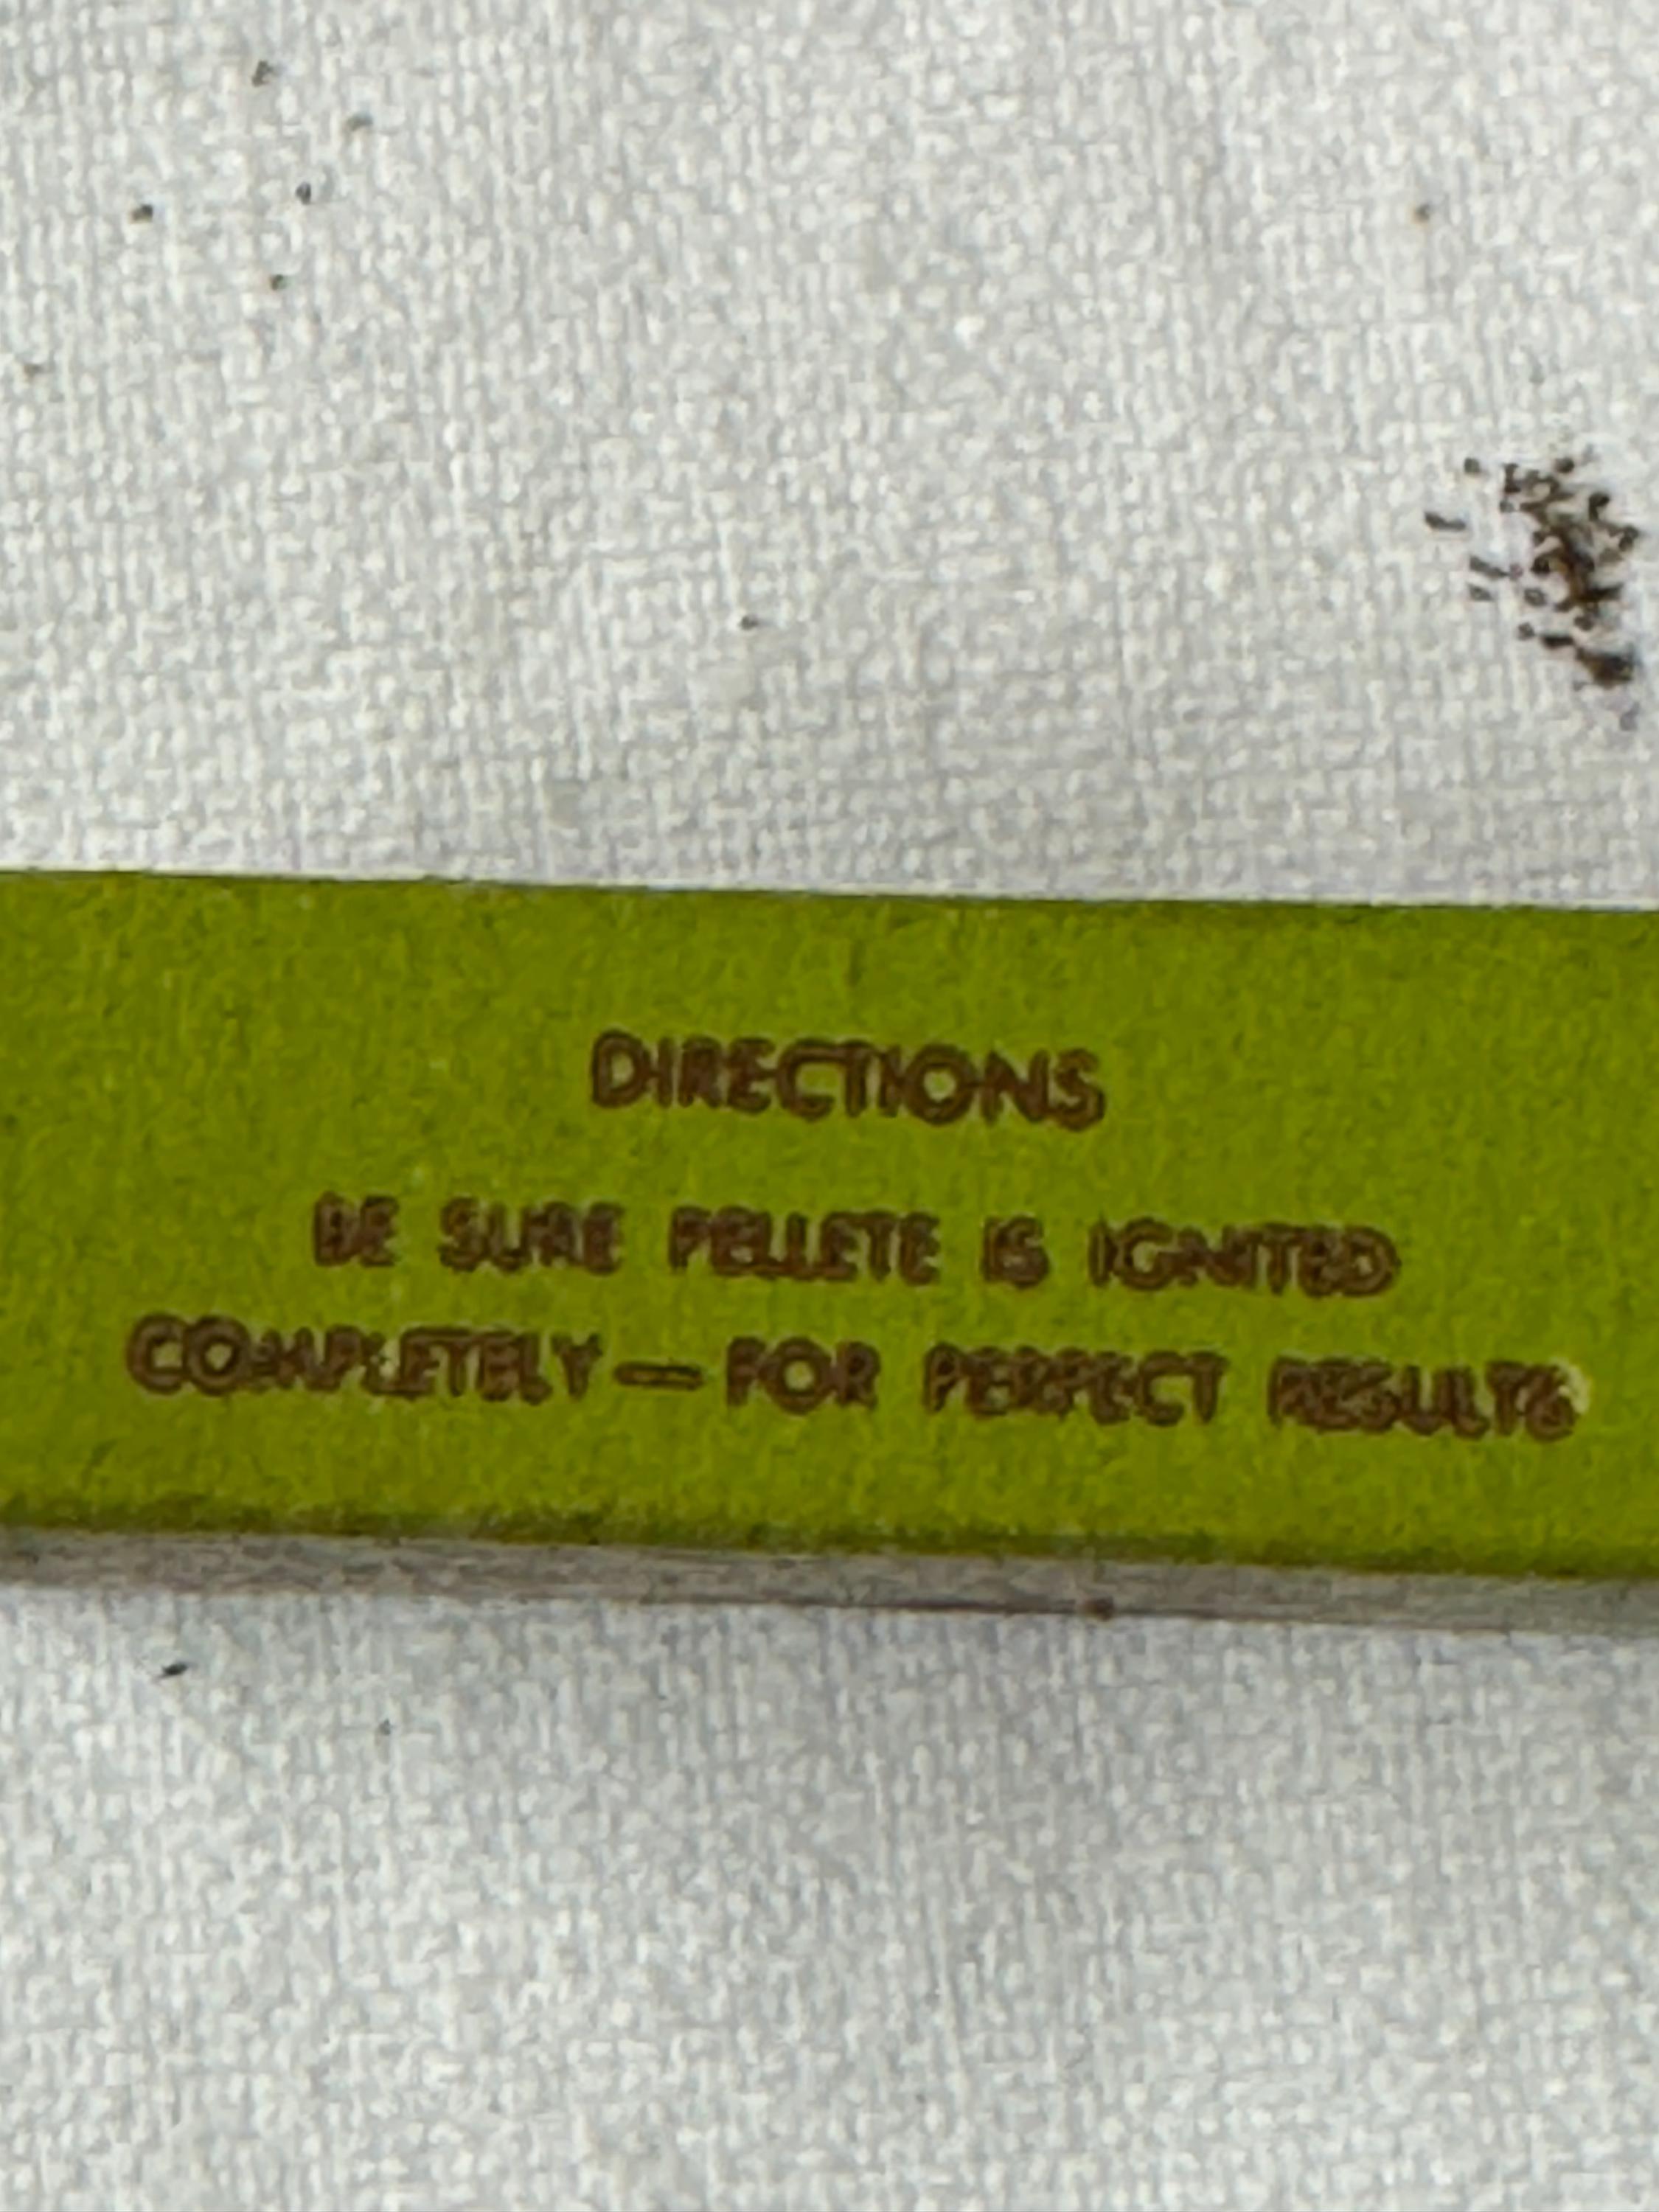 DIRECTIONS
BE SURE PELLETE IS IGNITED
COMPLETELY — FOR PERFECT RESULTS